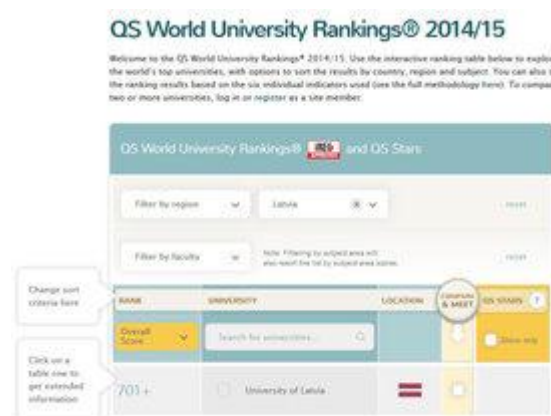 QS World University Rankings® 2014/15
Welcome to the QS World University Rankings® 2014/15. Use the interactive ranking table below to explore
the world's top universities, with options to sort the results by country, region and subject. You can also
the ranking results based on the six individual indicators used (see the full methodology here). To compare
two or more universities, log in or register as a site member.
QS World University Rankings® and QS Stars
Filter by region
Latvia
reset
Filter by faculty
Note: Filtering by subject area will
also resort the list by subject area scores
reset
Change sort
criteria here
RANK UNIVERSITY LOCATION COMPARE & MEET QS STARS ?
Overall
Score
Search for universities...
Show only
Click on a
table row to
get extended
information
701+ University of Latvia